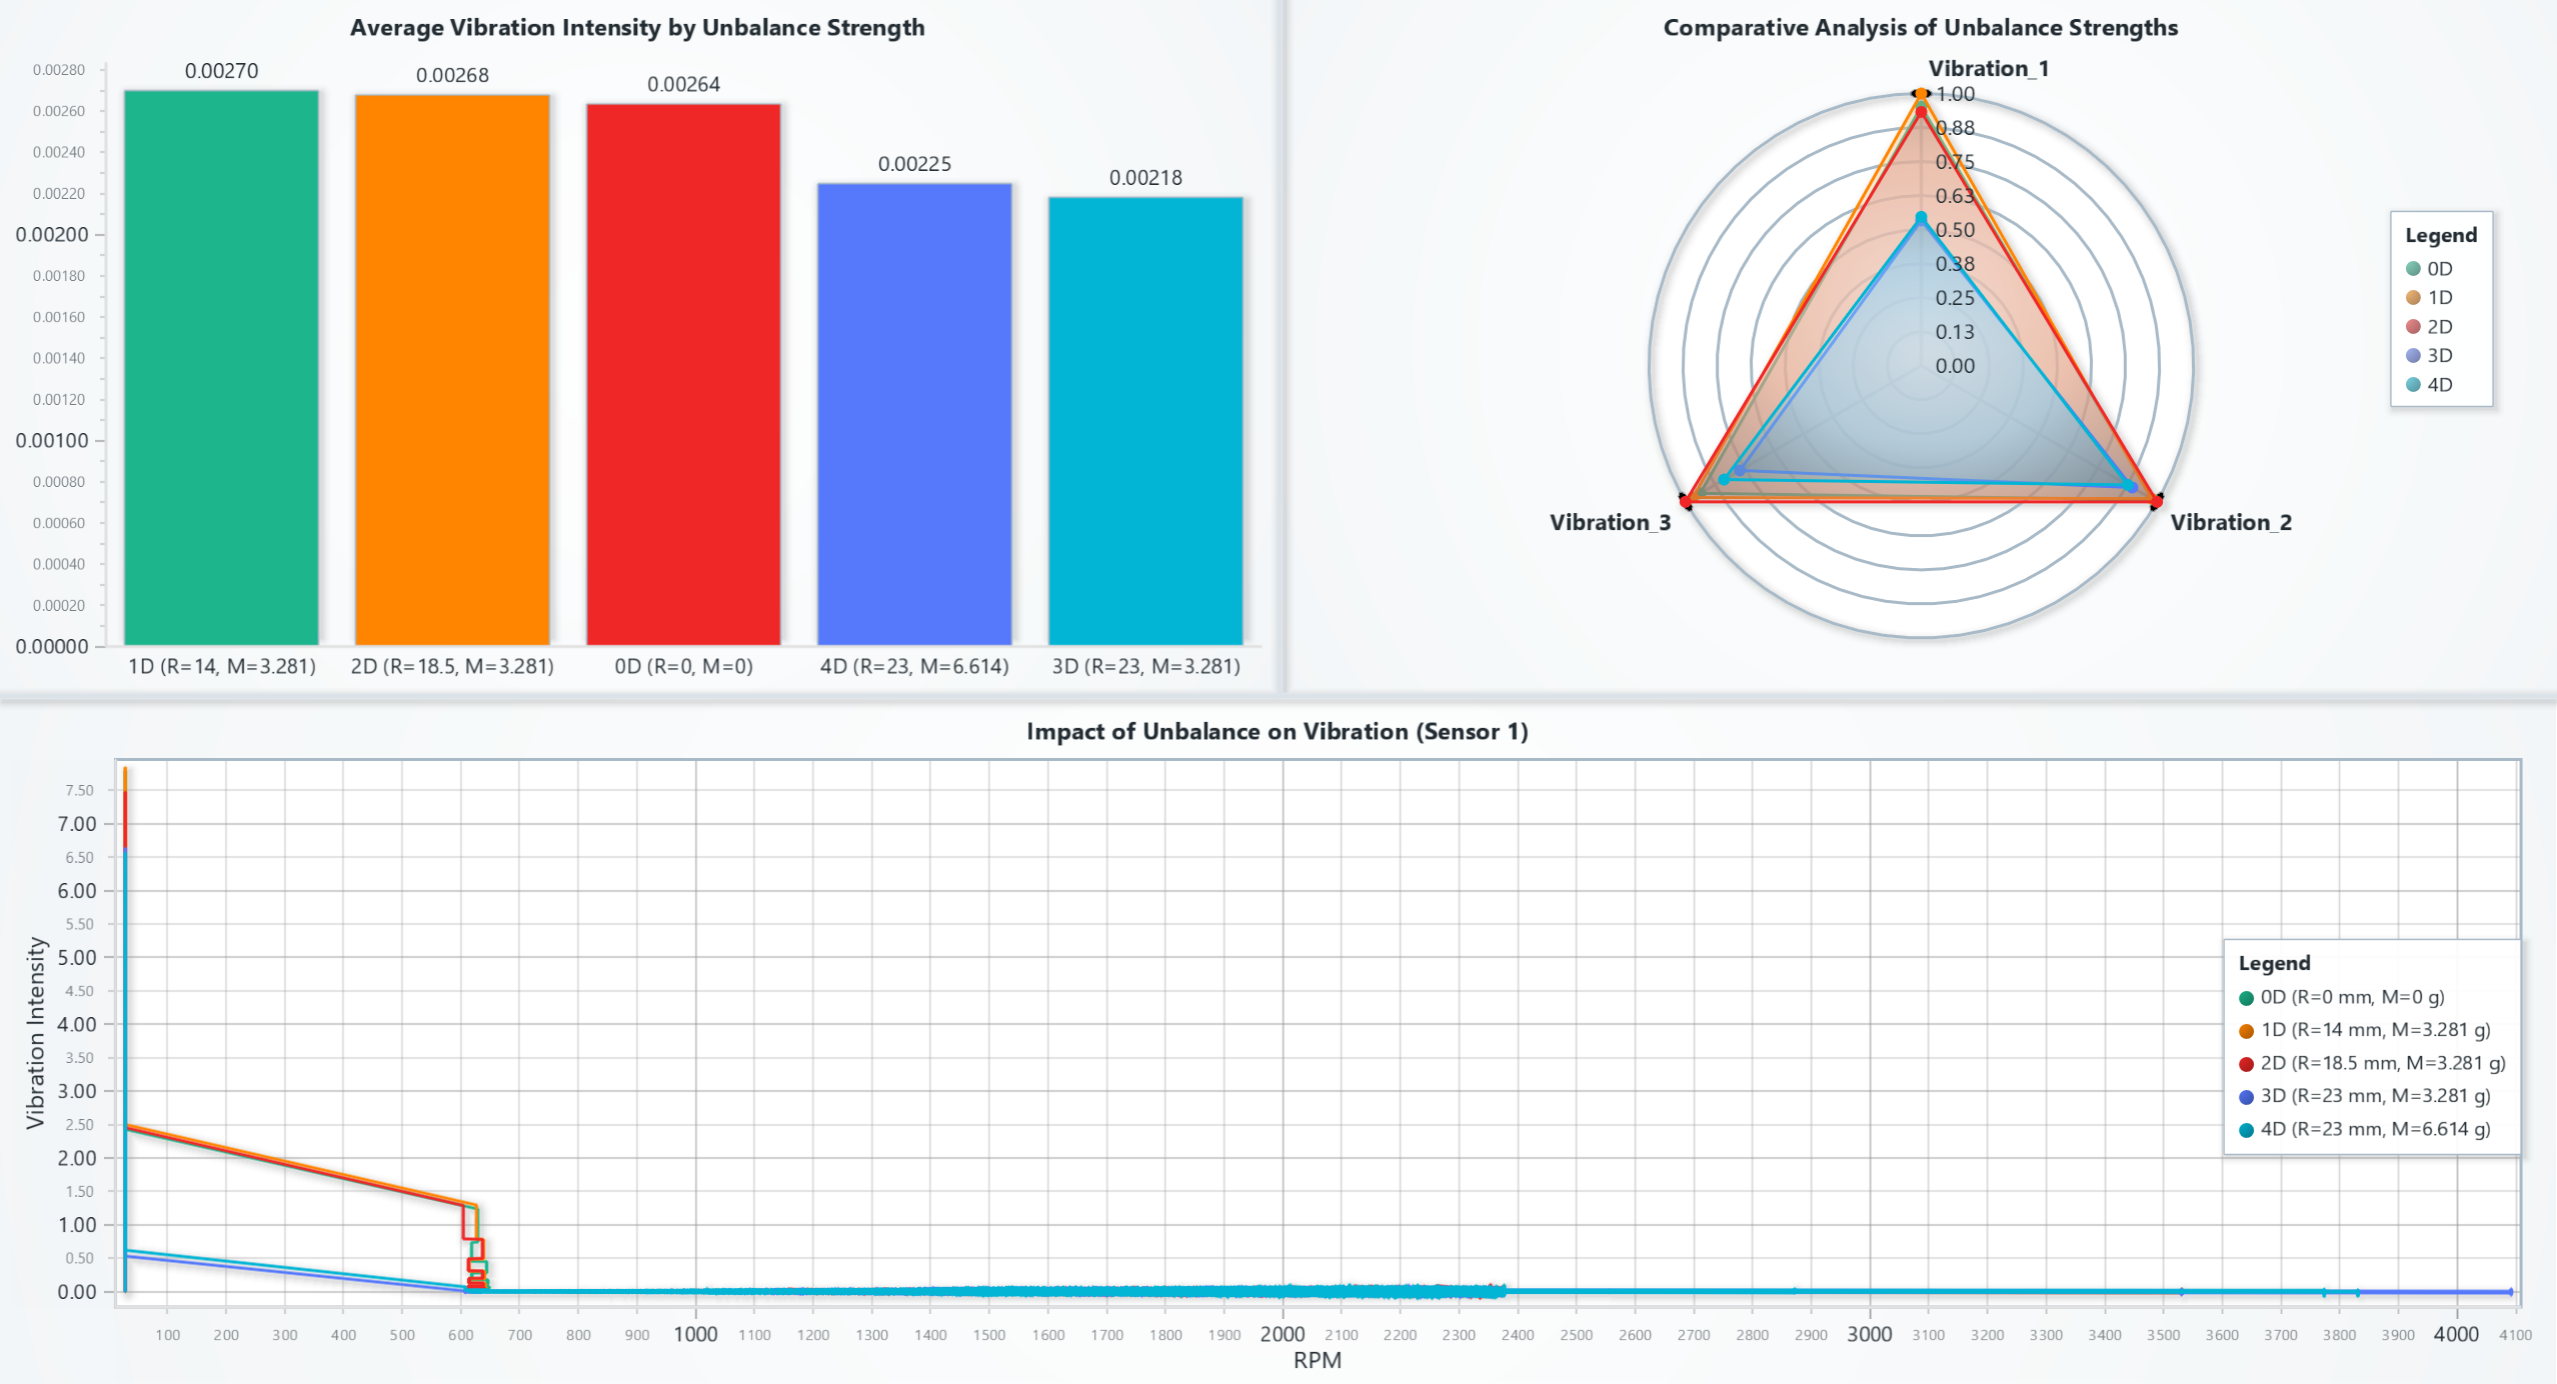 Average Vibration Intensity by Unbalance Strength
0.00280
0.00260
0.00240
0.00220
0.00200
0.00180
0.00160
0.00140
0.00120
0.00100
0.00080
0.00060
0.00040
0.00020
0.00000
0.00270
0.00268
0.00264
0.00225
0.00218
1D (R=14, M=3.281)
2D (R=18.5, M=3.281)
0D (R=0, M=0)
4D (R=23, M=6.614)
3D (R=23, M=3.281)
Comparative Analysis of Unbalance Strengths
Vibration_1
1.00
0.88
0.75
0.63
0.50
0.38
0.25
0.13
0.00
Vibration_3
Vibration_2
Legend
0D
1D
2D
3D
4D
Impact of Unbalance on Vibration (Sensor 1)
Vibration Intensity
7.50
7.00
6.50
6.00
5.50
5.00
4.50
4.00
3.50
3.00
2.50
2.00
1.50
1.00
0.50
0.00
Legend
0D (R=0 mm, M=0 g)
1D (R=14 mm, M=3.281 g)
2D (R=18.5 mm, M=3.281 g)
3D (R=23 mm, M=3.281 g)
4D (R=23 mm, M=6.614 g)
100 200 300 400 500 600 700 800 900 1000 1100 1200 1300 1400 1500 1600 1700 1800 1900 2000 2100 2200 2300 2400 2500 2600 2700 2800 2900 3000 3100 3200 3300 3400 3500 3600 3700 3800 3900 4000 4100
RPM